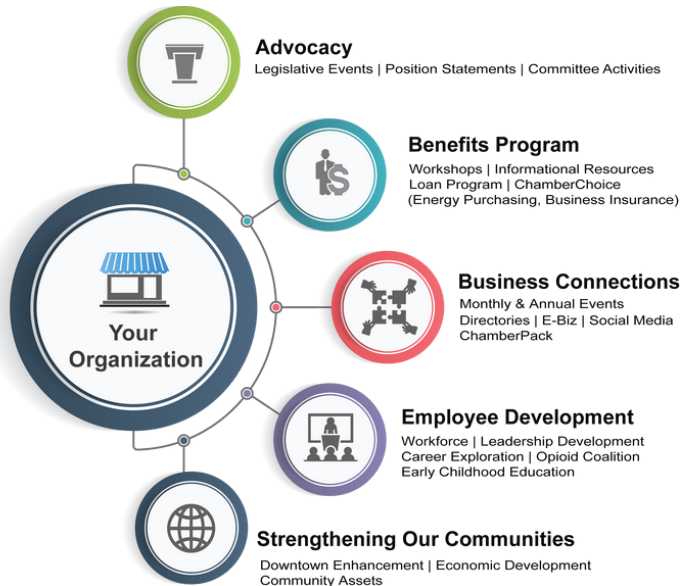 Advocacy
Legislative Events | Position Statements | Committee Activities
Benefits Program
Workshops | Informational Resources
Loan Program | ChamberChoice
(Energy Purchasing, Business Insurance)
Your
Organization
Business Connections
Monthly & Annual Events
Directories | E-Biz | Social Media
ChamberPack
Employee Development
Workforce | Leadership Development
Career Exploration | Opioid Coalition
Early Childhood Education
Strengthening Our Communities
Downtown Enhancement | Economic Development
Community Assets